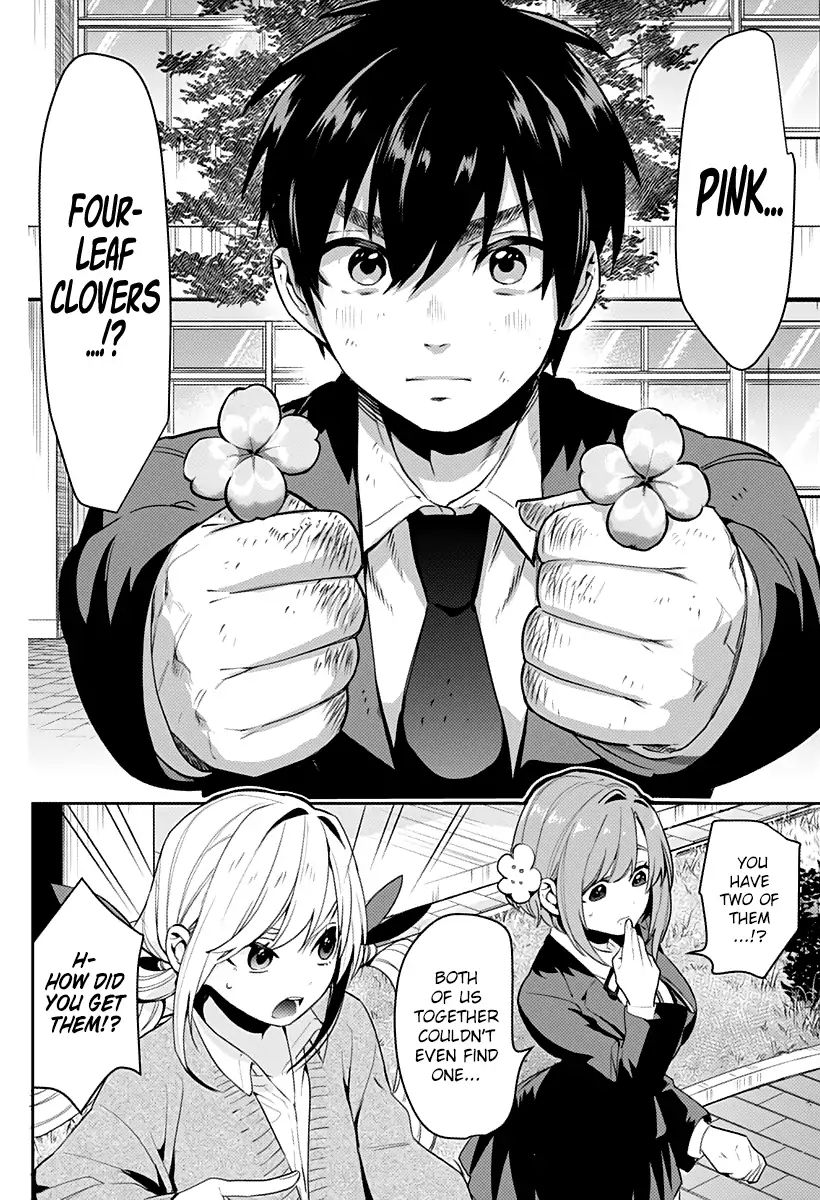 PINK...
FOUR-
LEAF
CLOVERS
....!?
YOU
HAVE
TWO OF
THEM
...!?
BOTH
OF US
TOGETHER
COULDN'T
EVEN FIND
ONE...
H-
HOW DID
YOU GET
THEM!?